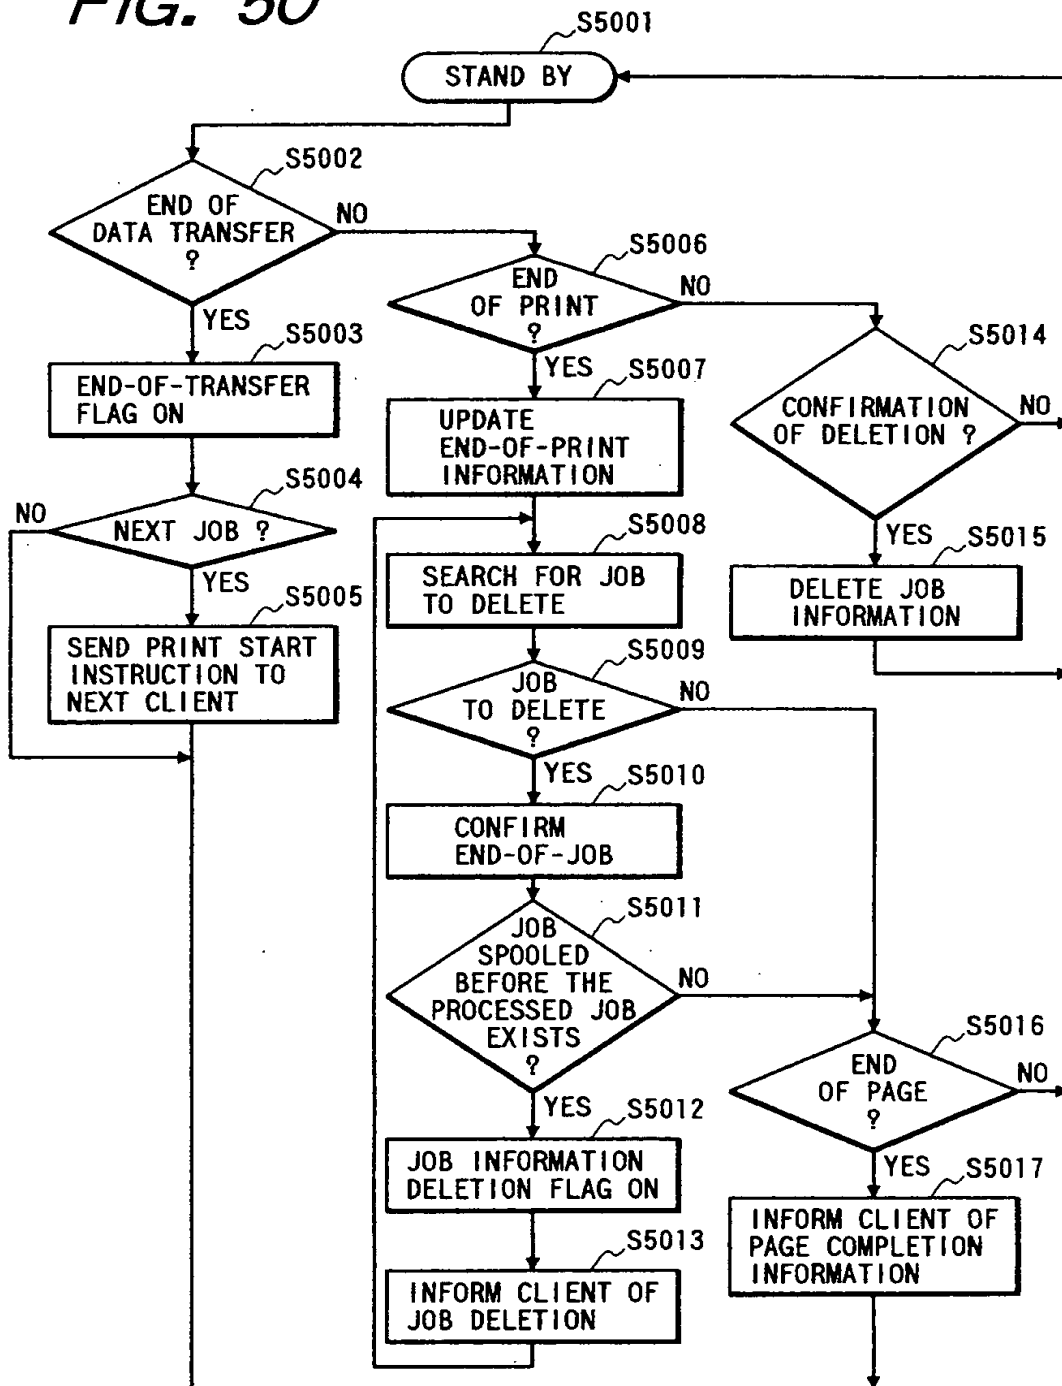 FIG. 50
S5001
STAND BY
S5002
END OF
DATA TRANSFER
?
NO
YES
S5003
END-OF-TRANSFER
FLAG ON
S5004
NEXT JOB ?
NO
YES
S5005
SEND PRINT START
INSTRUCTION TO
NEXT CLIENT
S5006
END
OF PRINT
?
NO
YES
S5007
UPDATE
END-OF-PRINT
INFORMATION
S5008
SEARCH FOR JOB
TO DELETE
S5009
JOB
TO DELETE
?
NO
YES
S5010
CONFIRM
END-OF-JOB
S5011
JOB
SPOOLED
BEFORE THE
PROCESSED JOB
EXISTS
?
NO
YES
S5012
JOB INFORMATION
DELETION FLAG ON
S5013
INFORM CLIENT OF
JOB DELETION
S5014
CONFIRMATION
OF DELETION ?
NO
YES
S5015
DELETE JOB
INFORMATION
S5016
END
OF PAGE
?
NO
YES
S5017
INFORM CLIENT OF
PAGE COMPLETION
INFORMATION